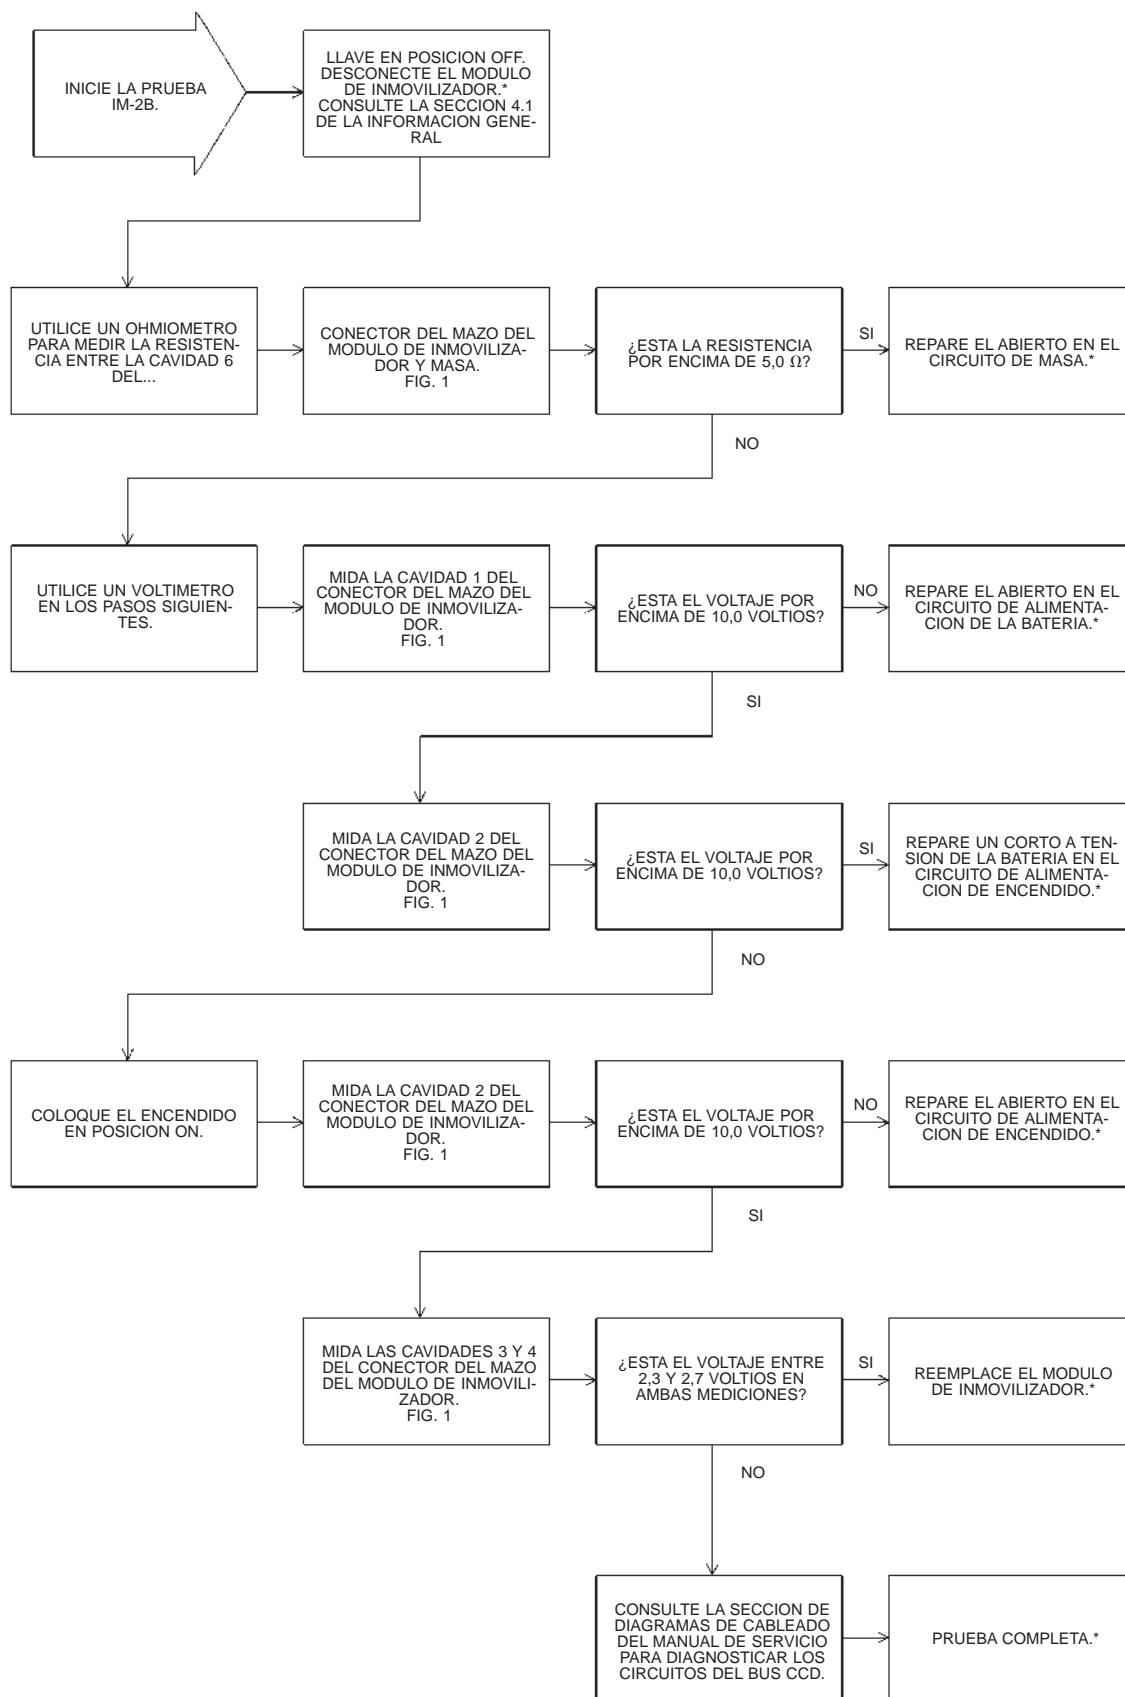 INICIE LA PRUEBA
IM-2B.
LLAVE EN POSICION OFF.
DESCONECTE EL MODULO
DE INMOVILIZADOR.*
CONSULTE LA SECCION 4.1
DE LA INFORMACION GENE-
RAL
UTILICE UN OHMIOMETRO
PARA MEDIR LA RESISTEN-
CIA ENTRE LA CAVIDAD 6
DEL...
CONECTOR DEL MAZO DEL
MODULO DE INMOVILIZA-
DOR Y MASA.
FIG. 1
¿ESTA LA RESISTENCIA
POR ENCIMA DE 5,0 Ω?
SI
REPARE EL ABIERTO EN EL
CIRCUITO DE MASA.*
NO
UTILICE UN VOLTIMETRO
EN LOS PASOS SIGUIEN-
TES.
MIDA LA CAVIDAD 1 DEL
CONECTOR DEL MAZO DEL
MODULO DE INMOVILIZA-
DOR.
FIG. 1
¿ESTA EL VOLTAJE POR
ENCIMA DE 10,0 VOLTIOS?
NO
REPARE EL ABIERTO EN EL
CIRCUITO DE ALIMENTA-
CION DE LA BATERIA.*
SI
MIDA LA CAVIDAD 2 DEL
CONECTOR DEL MAZO DEL
MODULO DE INMOVILIZA-
DOR.
FIG. 1
¿ESTA EL VOLTAJE POR
ENCIMA DE 10,0 VOLTIOS?
SI
REPARE UN CORTO A TEN-
SION DE LA BATERIA EN EL
CIRCUITO DE ALIMENTA-
CION DE ENCENDIDO.*
NO
COLOQUE EL ENCENDIDO
EN POSICION ON.
MIDA LA CAVIDAD 2 DEL
CONECTOR DEL MAZO DEL
MODULO DE INMOVILIZA-
DOR.
FIG. 1
¿ESTA EL VOLTAJE POR
ENCIMA DE 10,0 VOLTIOS?
NO
REPARE EL ABIERTO EN EL
CIRCUITO DE ALIMENTA-
CION DE ENCENDIDO.*
SI
MIDA LAS CAVIDADES 3 Y 4
DEL CONECTOR DEL MAZO
DEL MODULO DE INMOVILI-
ZADOR.
FIG. 1
¿ESTA EL VOLTAJE ENTRE
2,3 Y 2,7 VOLTIOS EN
AMBAS MEDICIONES?
SI
REEMPLACE EL MODULO
DE INMOVILIZADOR.*
NO
CONSULTE LA SECCION DE
DIAGRAMAS DE CABLEADO
DEL MANUAL DE SERVICIO
PARA DIAGNOSTICAR LOS
CIRCUITOS DEL BUS CCD.
PRUEBA COMPLETA.*